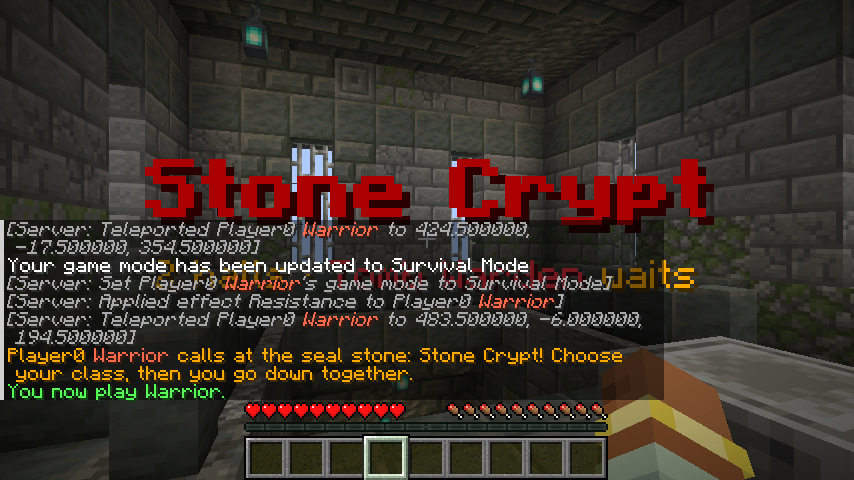 Stone Crypt
[Server: Teleported Player0 Warrior to 424.500000,
-17.500000, 354.500000]
Your game mode has been updated to Survival Mode
[Server: Set Player0 Warrior's game mode to Survival Mode]
waits
[Server: Applied effect Resistance to Player0 Warrior]
[Server: Teleported Player0 Warrior to 483.500000, -6.000000,
194.500000]
Player0 Warrior calls at the seal stone: Stone Crypt! Choose
your class, then you go down together.
You now play Warrior.